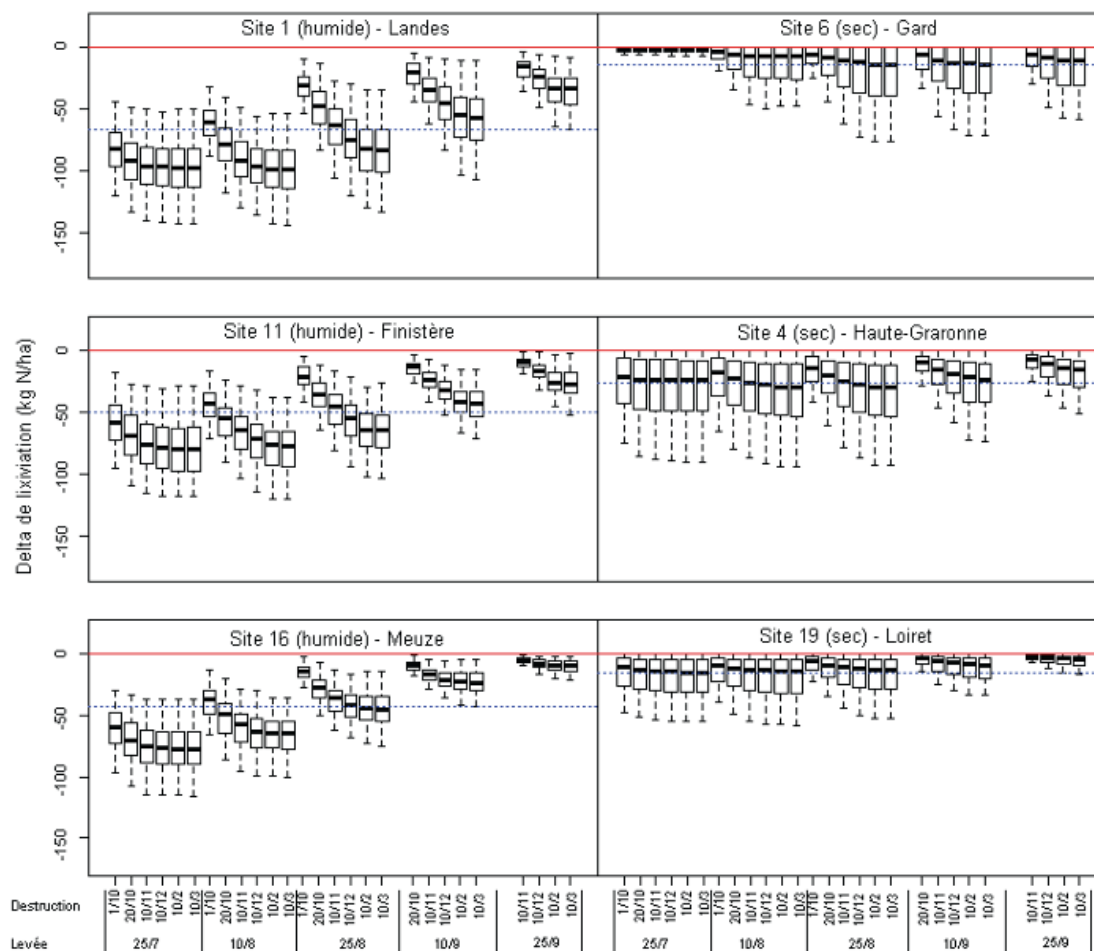 Site 1 (humide) - Landes
Site 6 (sec) - Gard
0
-50
-100
-150
Site 11 (humide) - Finistère
Site 4 (sec) - Haute-Graronne
0
-50
-100
-150
Site 16 (humide) - Meuze
Site 19 (sec) - Loiret
0
-50
-100
-150
Delta de lixiviation (kg N/ha)
Destruction
1/10 20/10 10/11 10/12 10/2 10/3 1/10 20/10 10/11 10/12 10/2 10/3 1/10 20/10 10/11 10/12 10/2 10/3 20/10 10/11 10/12 10/2 10/3 10/11 10/12 10/2 10/3 1/10 20/10 10/11 10/12 10/2 10/3 1/10 20/10 10/11 10/12 10/2 10/3 1/10 20/10 10/11 10/12 10/2 10/3 20/10 10/11 10/12 10/2 10/3 10/11 10/12 10/2 10/3
Levée 25/7 10/8 25/8 10/9 25/9 25/7 10/8 25/8 10/9 25/9